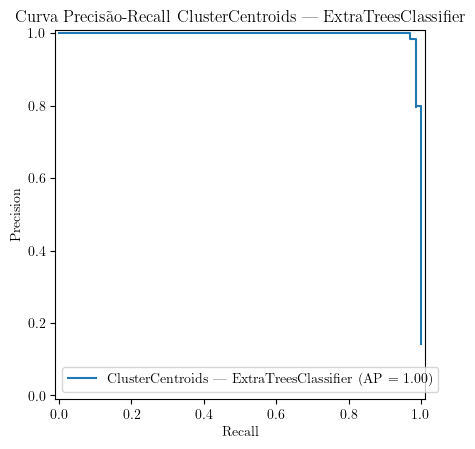 Curva Precisão-Recall ClusterCentroids — ExtraTreesClassifier
1.0
0.8
0.6
0.4
0.2
0.0
Precision
ClusterCentroids — ExtraTreesClassifier (AP = 1.00)
0.0 0.2 0.4 0.6 0.8 1.0
Recall